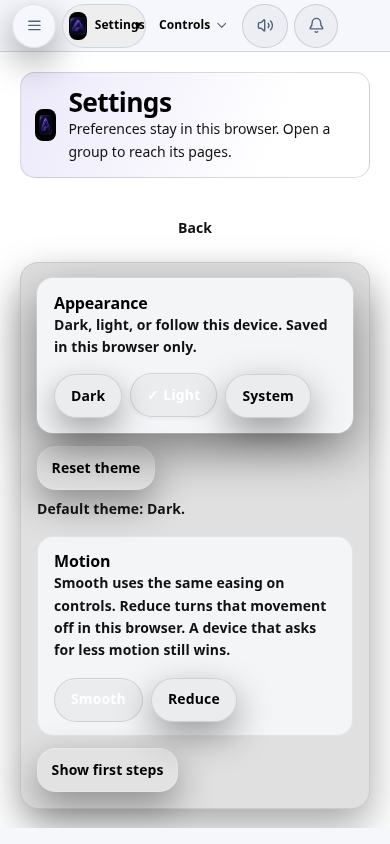 Settings
Controls
Settings
Preferences stay in this browser. Open a
group to reach its pages.
Back
Appearance
Dark, light, or follow this device. Saved
in this browser only.
Dark
✓ Light
System
Reset theme
Default theme: Dark.
Motion
Smooth uses the same easing on
controls. Reduce turns that movement
off in this browser. A device that asks
for less motion still wins.
Smooth
Reduce
Show first steps